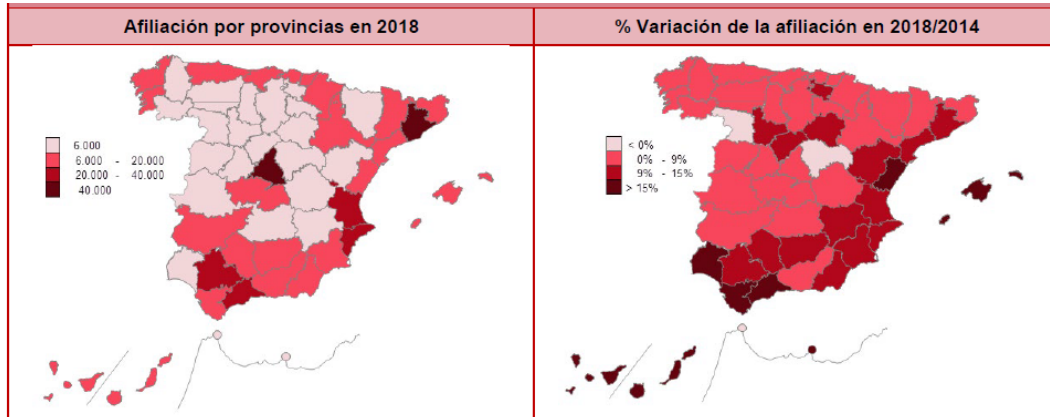 Afiliación por provincias en 2018
% Variación de la afiliación en 2018/2014
6.000
6.000 - 20.000
20.000 - 40.000
40.000
< 0%
0% - 9%
9% - 15%
> 15%